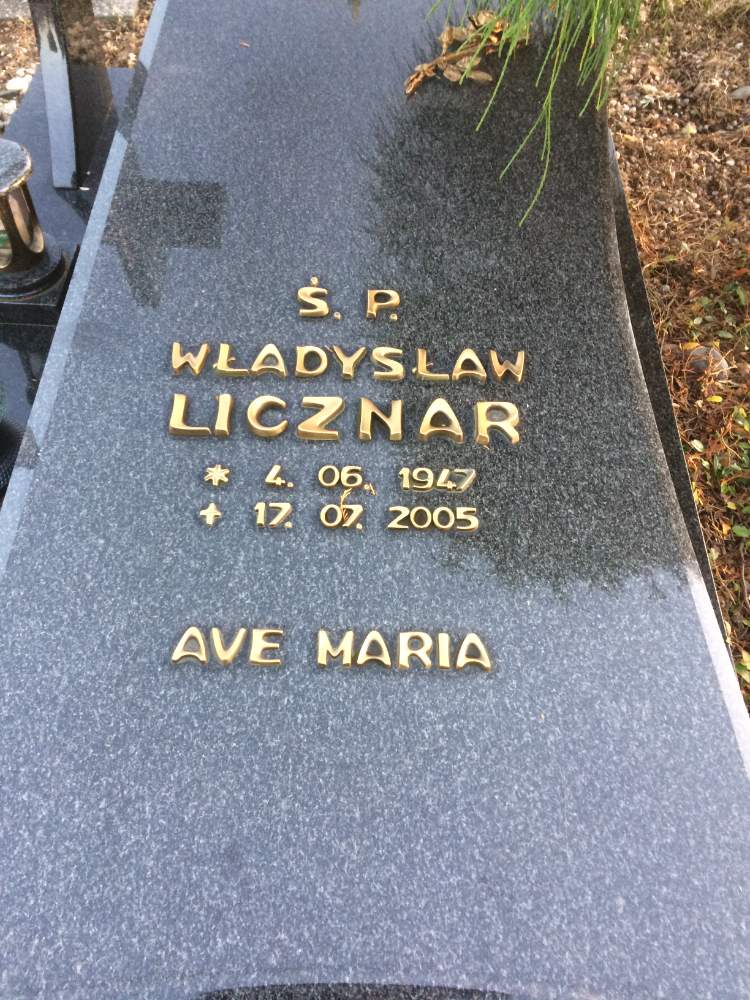 Ś. P.
WŁADYSŁAW
LICZNAR
* 4. 06. 1947
+ 17. 07. 2005
AVE MARIA